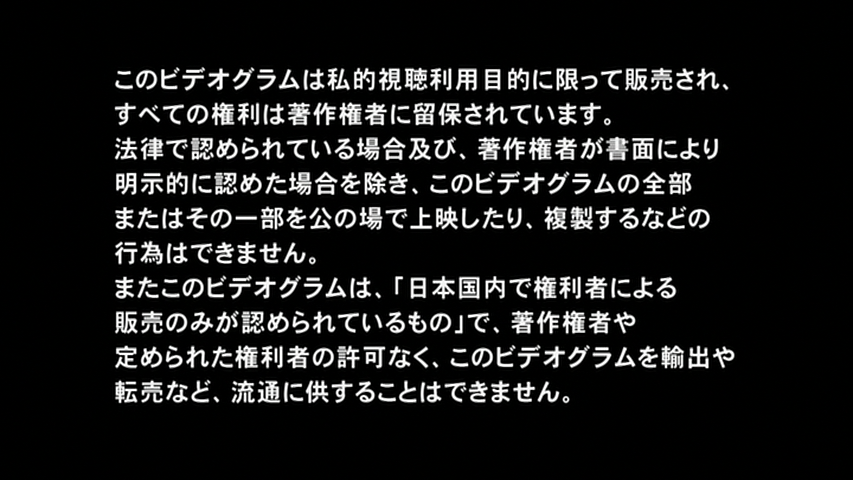 このビデオグラムは私的視聴利用目的に限って販売され、
すべての権利は著作権者に留保されています。
法律で認められている場合及び、著作権者が書面により
明示的に認めた場合を除き、このビデオグラムの全部
またはその一部を公の場で上映したり、複製するなどの
行為はできません。
またこのビデオグラムは、「日本国内で権利者による
販売のみが認められているもの」で、著作権者や
定められた権利者の許可なく、このビデオグラムを輸出や
転売など、流通に供することはできません。